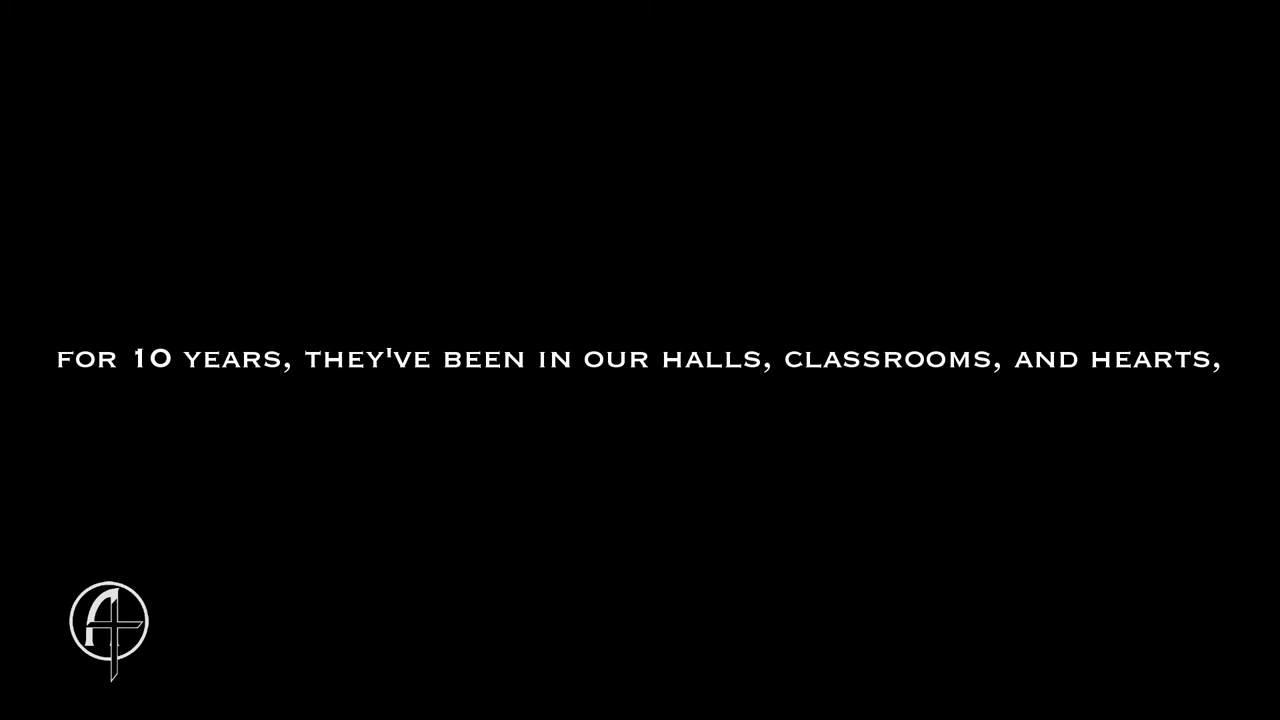 FOR 10 YEARS, THEY'VE BEEN IN OUR HALLS, CLASSROOMS, AND HEARTS,